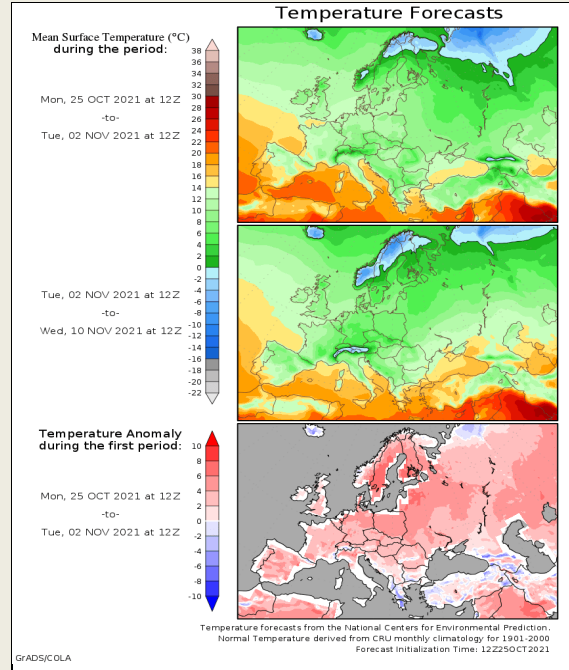 Temperature Forecasts
Mean Surface Temperature (°C)
during the period:
Mon, 25 OCT 2021 at 12Z
-to-
Tue, 02 NOV 2021 at 12Z
38
36
34
32
30
28
26
24
22
20
18
16
14
12
10
8
6
4
2
0
-2
-4
-6
-8
-10
-12
-14
-16
-18
-20
-22
Tue, 02 NOV 2021 at 12Z
-to-
Wed, 10 NOV 2021 at 12Z
Temperature Anomaly
during the first period:
Mon, 25 OCT 2021 at 12Z
-to-
Tue, 02 NOV 2021 at 12Z
10
8
6
4
2
0
-2
-4
-6
-8
-10
Temperature forecasts from the National Centers for Environmental Prediction.
Normal Temperature derived from CRU monthly climatology for 1901-2000
Forecast Initialization Time: 12Z25OCT2021
GrADS/COLA